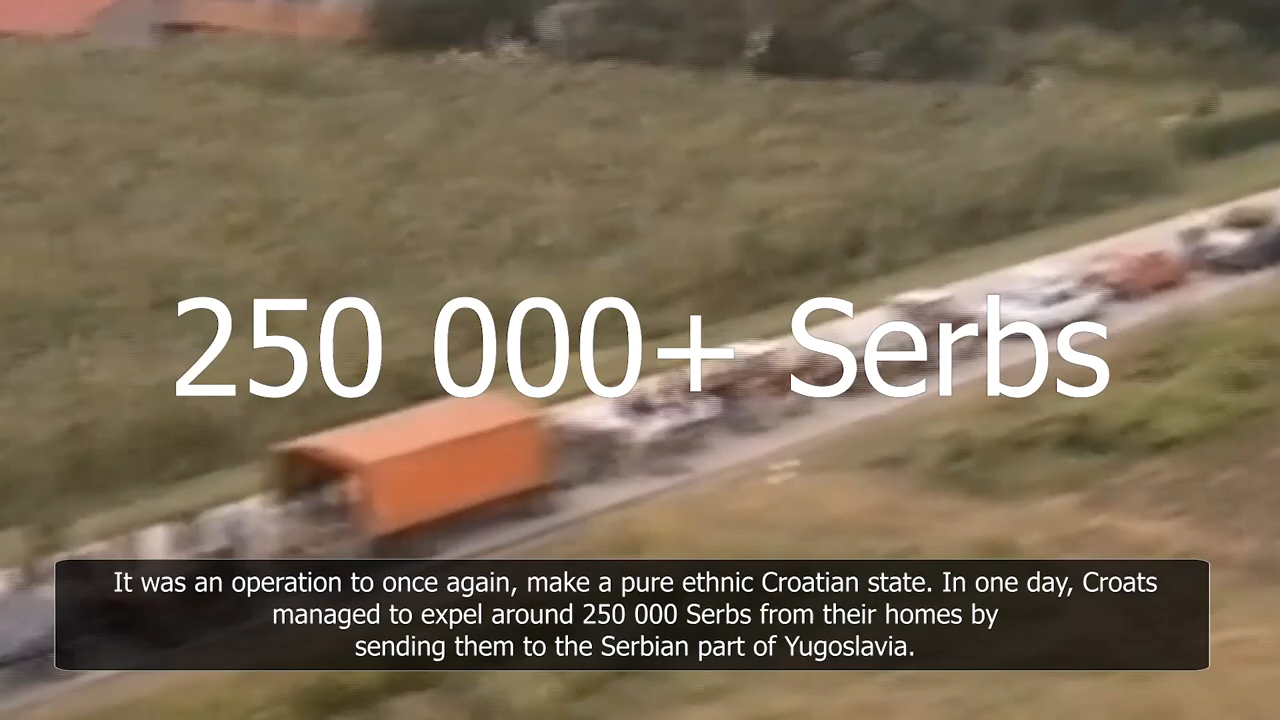 250 000+ Serbs
It was an operation to once again, make a pure ethnic Croatian state. In one day, Croats
managed to expel around 250 000 Serbs from their homes by
sending them to the Serbian part of Yugoslavia.